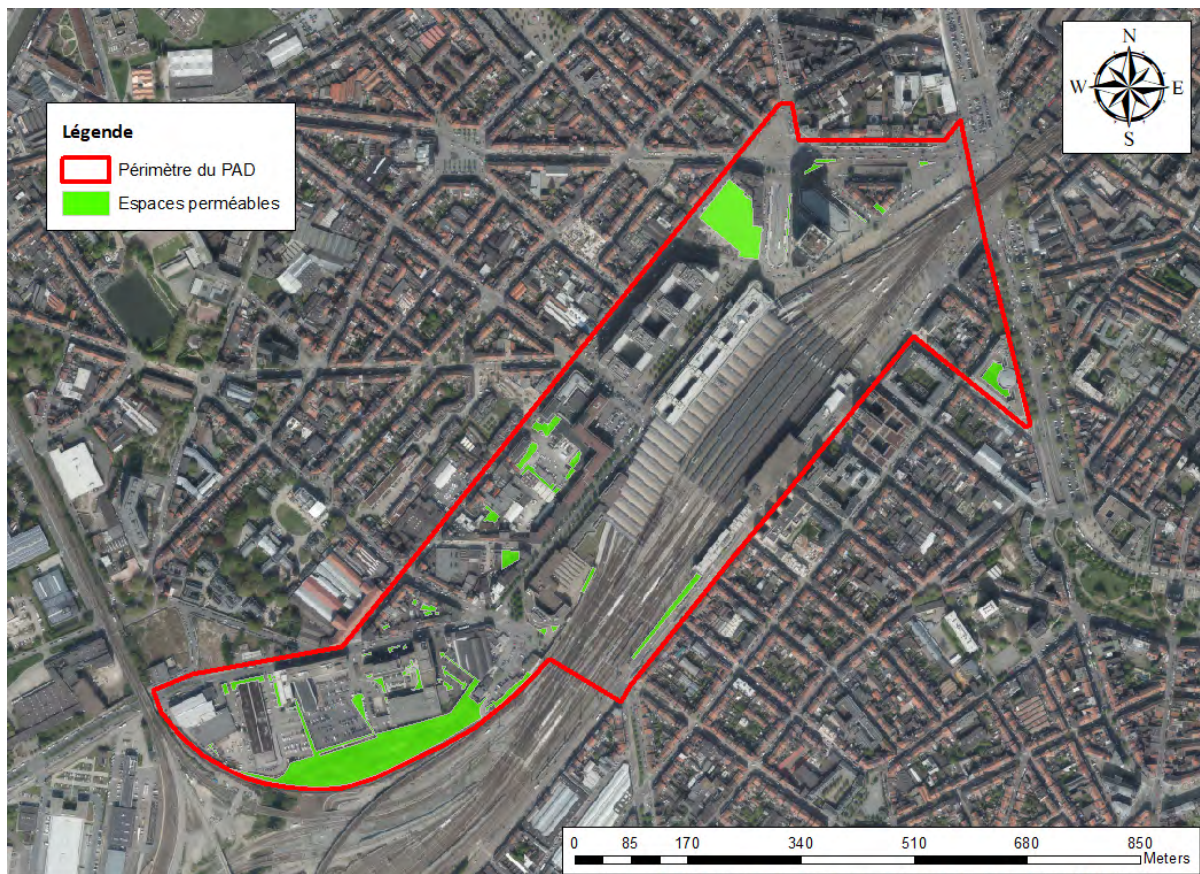 N
W E
S
Légende
Périmètre du PAD
Espaces perméables
0 85 170 340 510 680 850
Meters